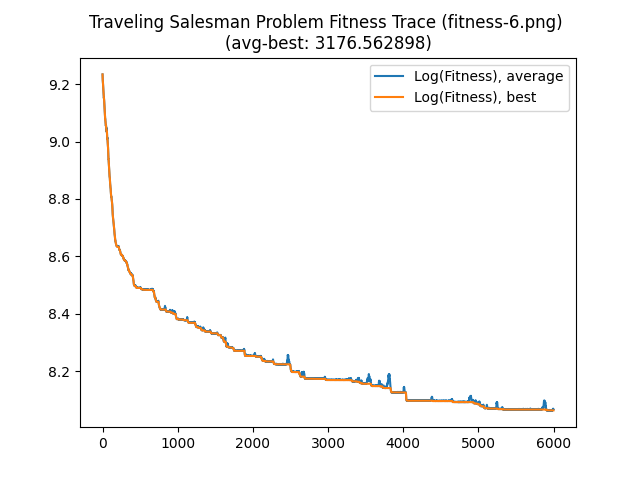 Traveling Salesman Problem Fitness Trace (fitness-6.png)
(avg-best: 3176.562898)
Log(Fitness), average
Log(Fitness), best
9.2
9.0
8.8
8.6
8.4
8.2
0 1000 2000 3000 4000 5000 6000